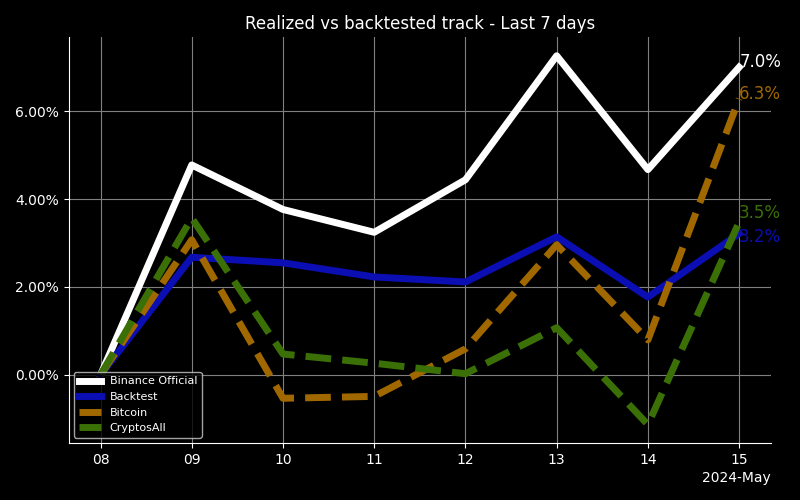 Realized vs backtested track - Last 7 days
7.0%
6.3%
6.00%
4.00%
3.5%
3.2%
2.00%
0.00%
Binance Official
Backtest
Bitcoin
CryptosAll
08 09 10 11 12 13 14 15
2024-May